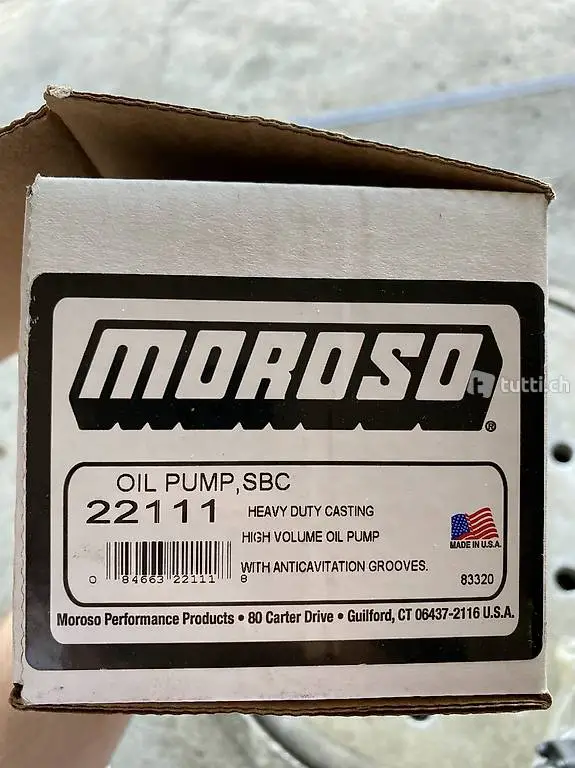 MOROSO®
tutti.ch
OIL PUMP,SBC
22111
HEAVY DUTY CASTING
HIGH VOLUME OIL PUMP
WITH ANTICAVITATION GROOVES.
MADE IN U.S.A.
0 84663 22111 8
83320
Moroso Performance Products • 80 Carter Drive • Guilford, CT 06437-2116 U.S.A.